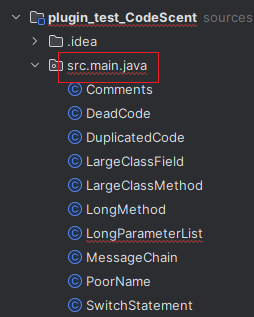 plugin_test_CodeScent sources
.idea
src.main.java
Comments
DeadCode
DuplicatedCode
LargeClassField
LargeClassMethod
LongMethod
LongParameterList
MessageChain
PoorName
SwitchStatement